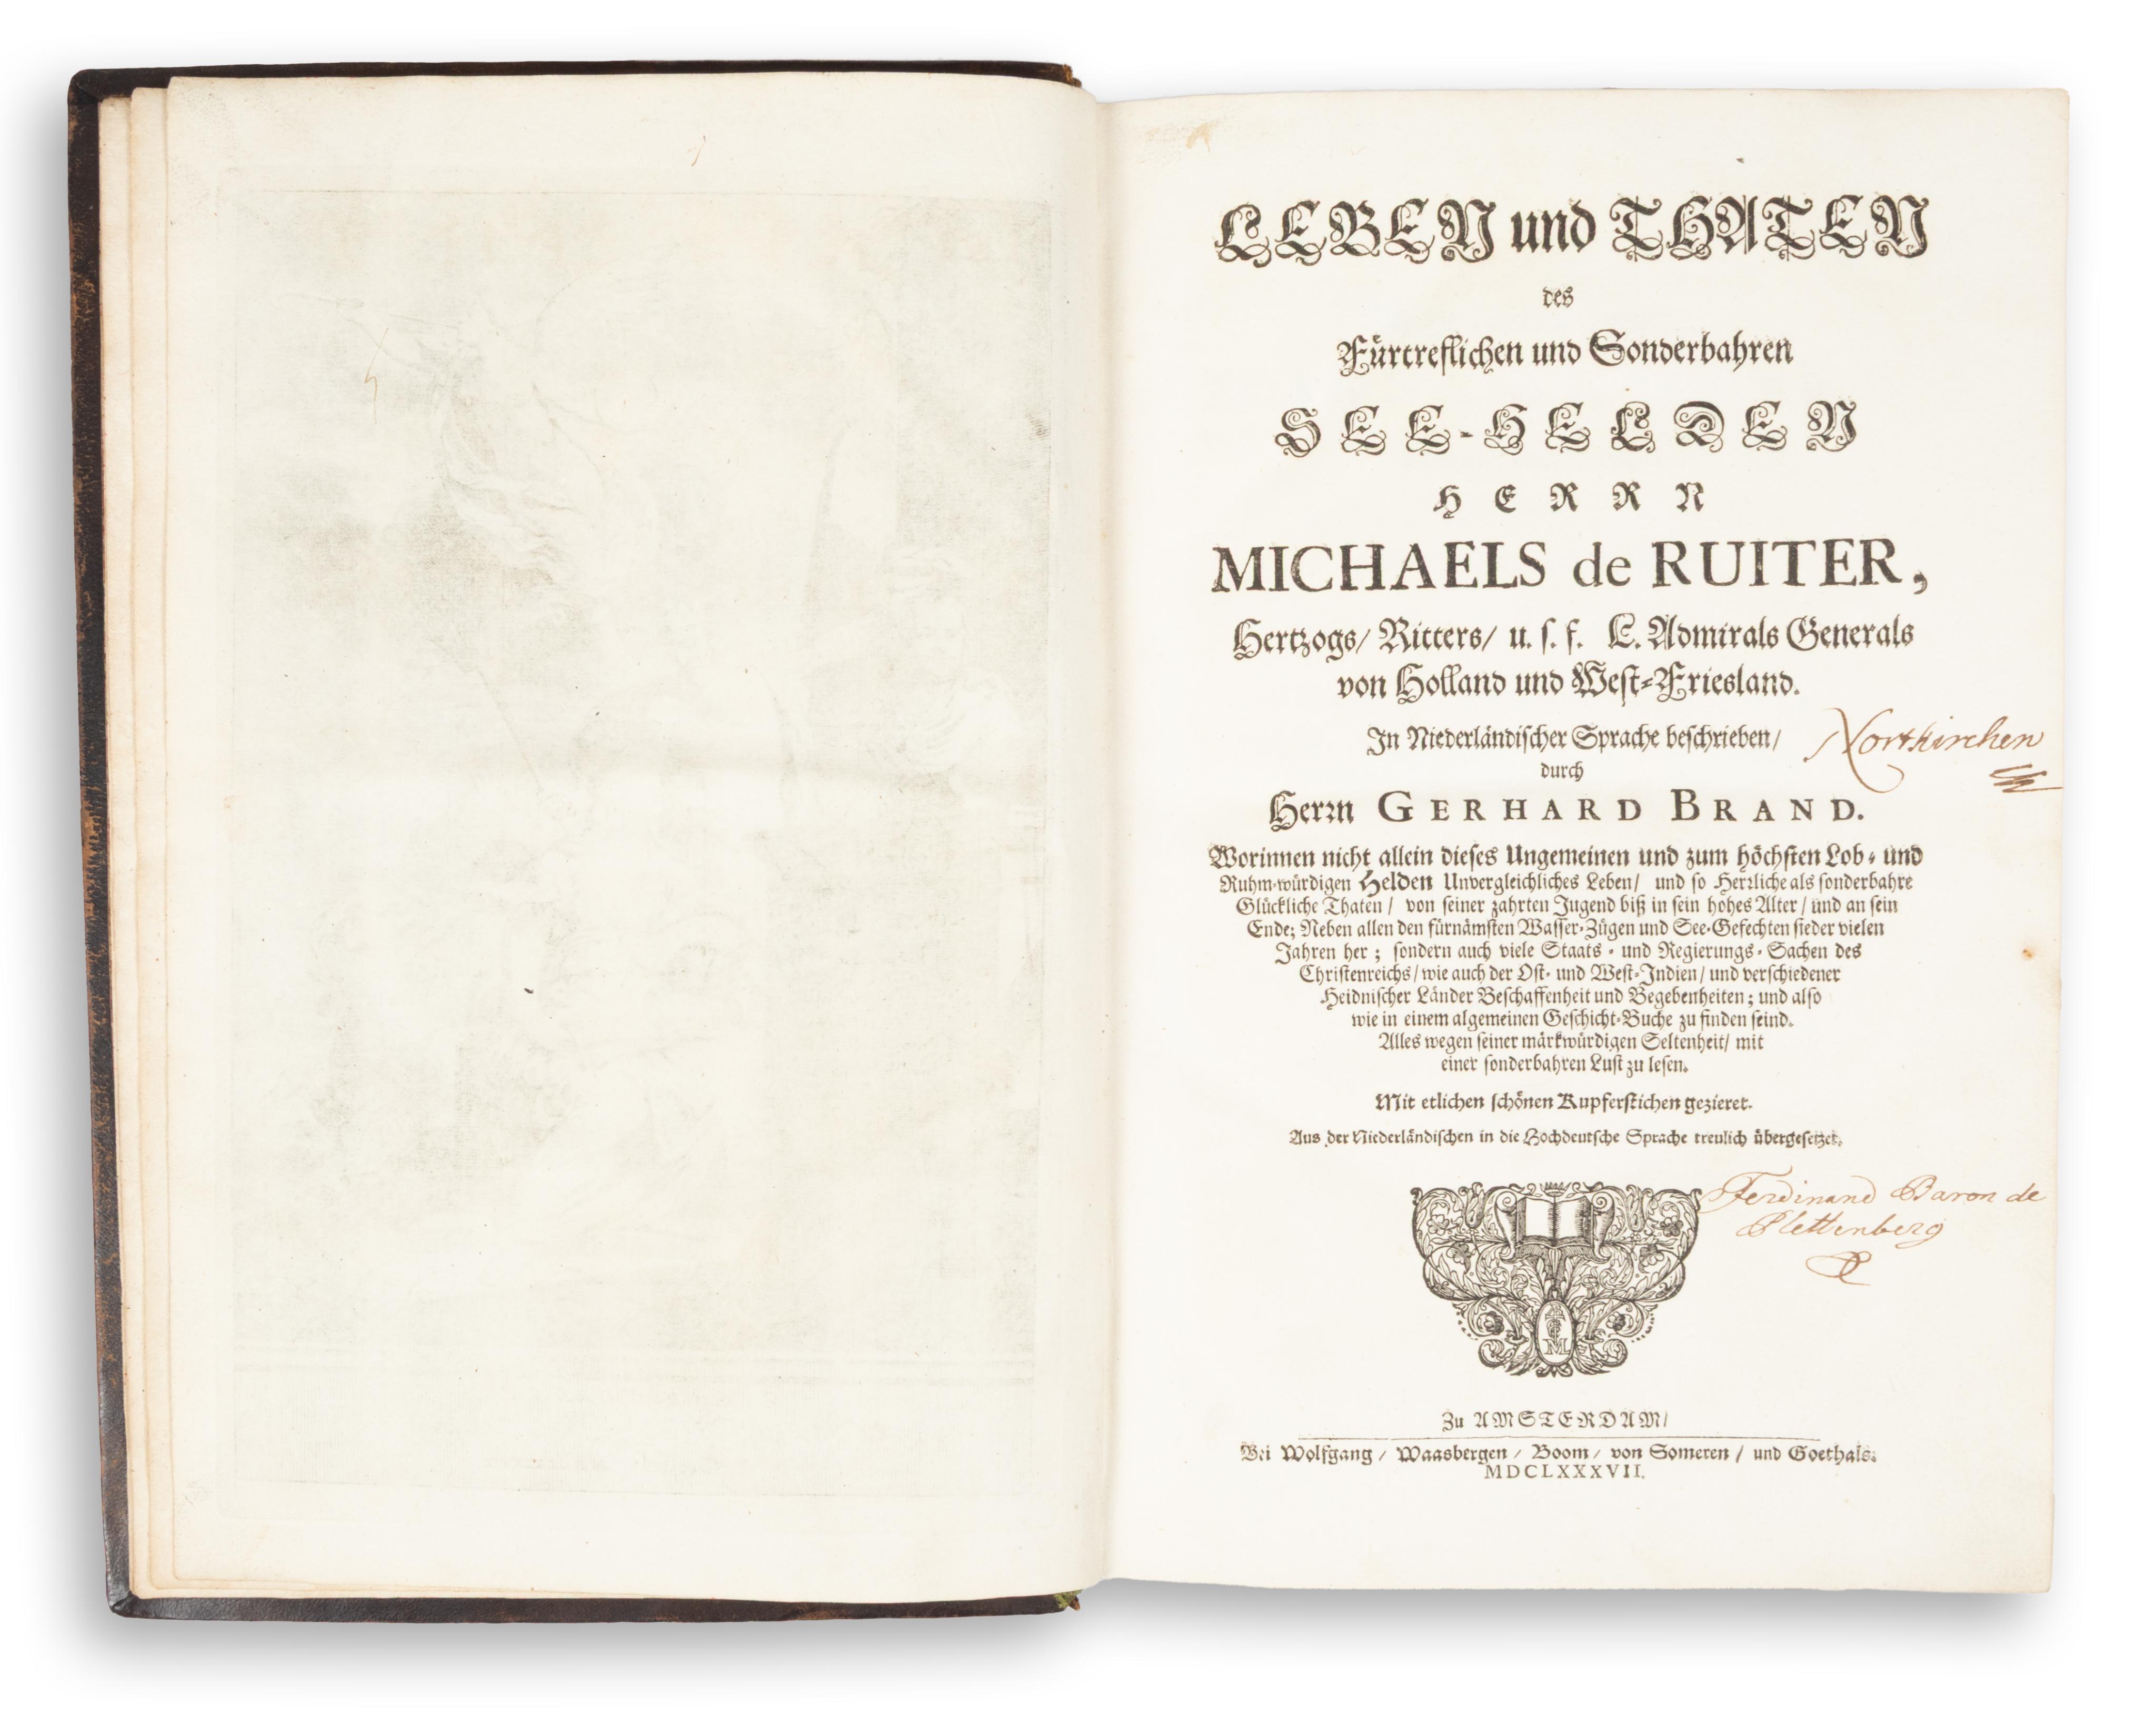 LEBEN und THATEN
des
Fürtreflichen und Sonderbahren
SEE-HELDEN
HERRN
MICHAELS de RUITER,
Hertzogs/ Ritters/ u. ſ. f. L. Admirals Generals
von Holland und Weſt-Friesland.
In Niederländiſcher Sprache beſchrieben/
Nortkirchen
durch
Herrn GERHARD BRAND.
Worinnen nicht allein dieſes Ungemeinen und zum höchſten Lob- und
Ruhm-würdigen Helden Unvergleichliches Leben/ und ſo Herrliche als ſonderbahre
Glückliche Thaten/ von ſeiner zahrten Jugend biß in ſein hohes Alter/ und an ſein
Ende; Neben allen den fürnämſten Waſſer-Zügen und See-Gefechten ſieder vielen
Jahren her; ſondern auch viele Staats- und Regierungs-Sachen des
Chriſtenreichs/ wie auch der Oſt- und Weſt-Indien/ und verſchiedener
Heidniſcher Länder Beſchaffenheit und Begebenheiten; und alſo
wie in einem algemeinen Geſchicht-Buche zu finden ſeind.
Alles wegen ſeiner märkwürdigen Seltenheit/ mit
einer ſonderbahren Luſt zu leſen.
Mit etlichen ſchönen Kupferſtichen gezieret.
Aus der Niederländiſchen in die Hochdeutſche Sprache treulich übergeſetzet.
Ferdinand Baron de
Plettenberg
M
Zu AMSTERDAM/
Bei Wolfgang/ Waasbergen/ Boom/ von Someren/ und Goethals.
MDCLXXXVII.